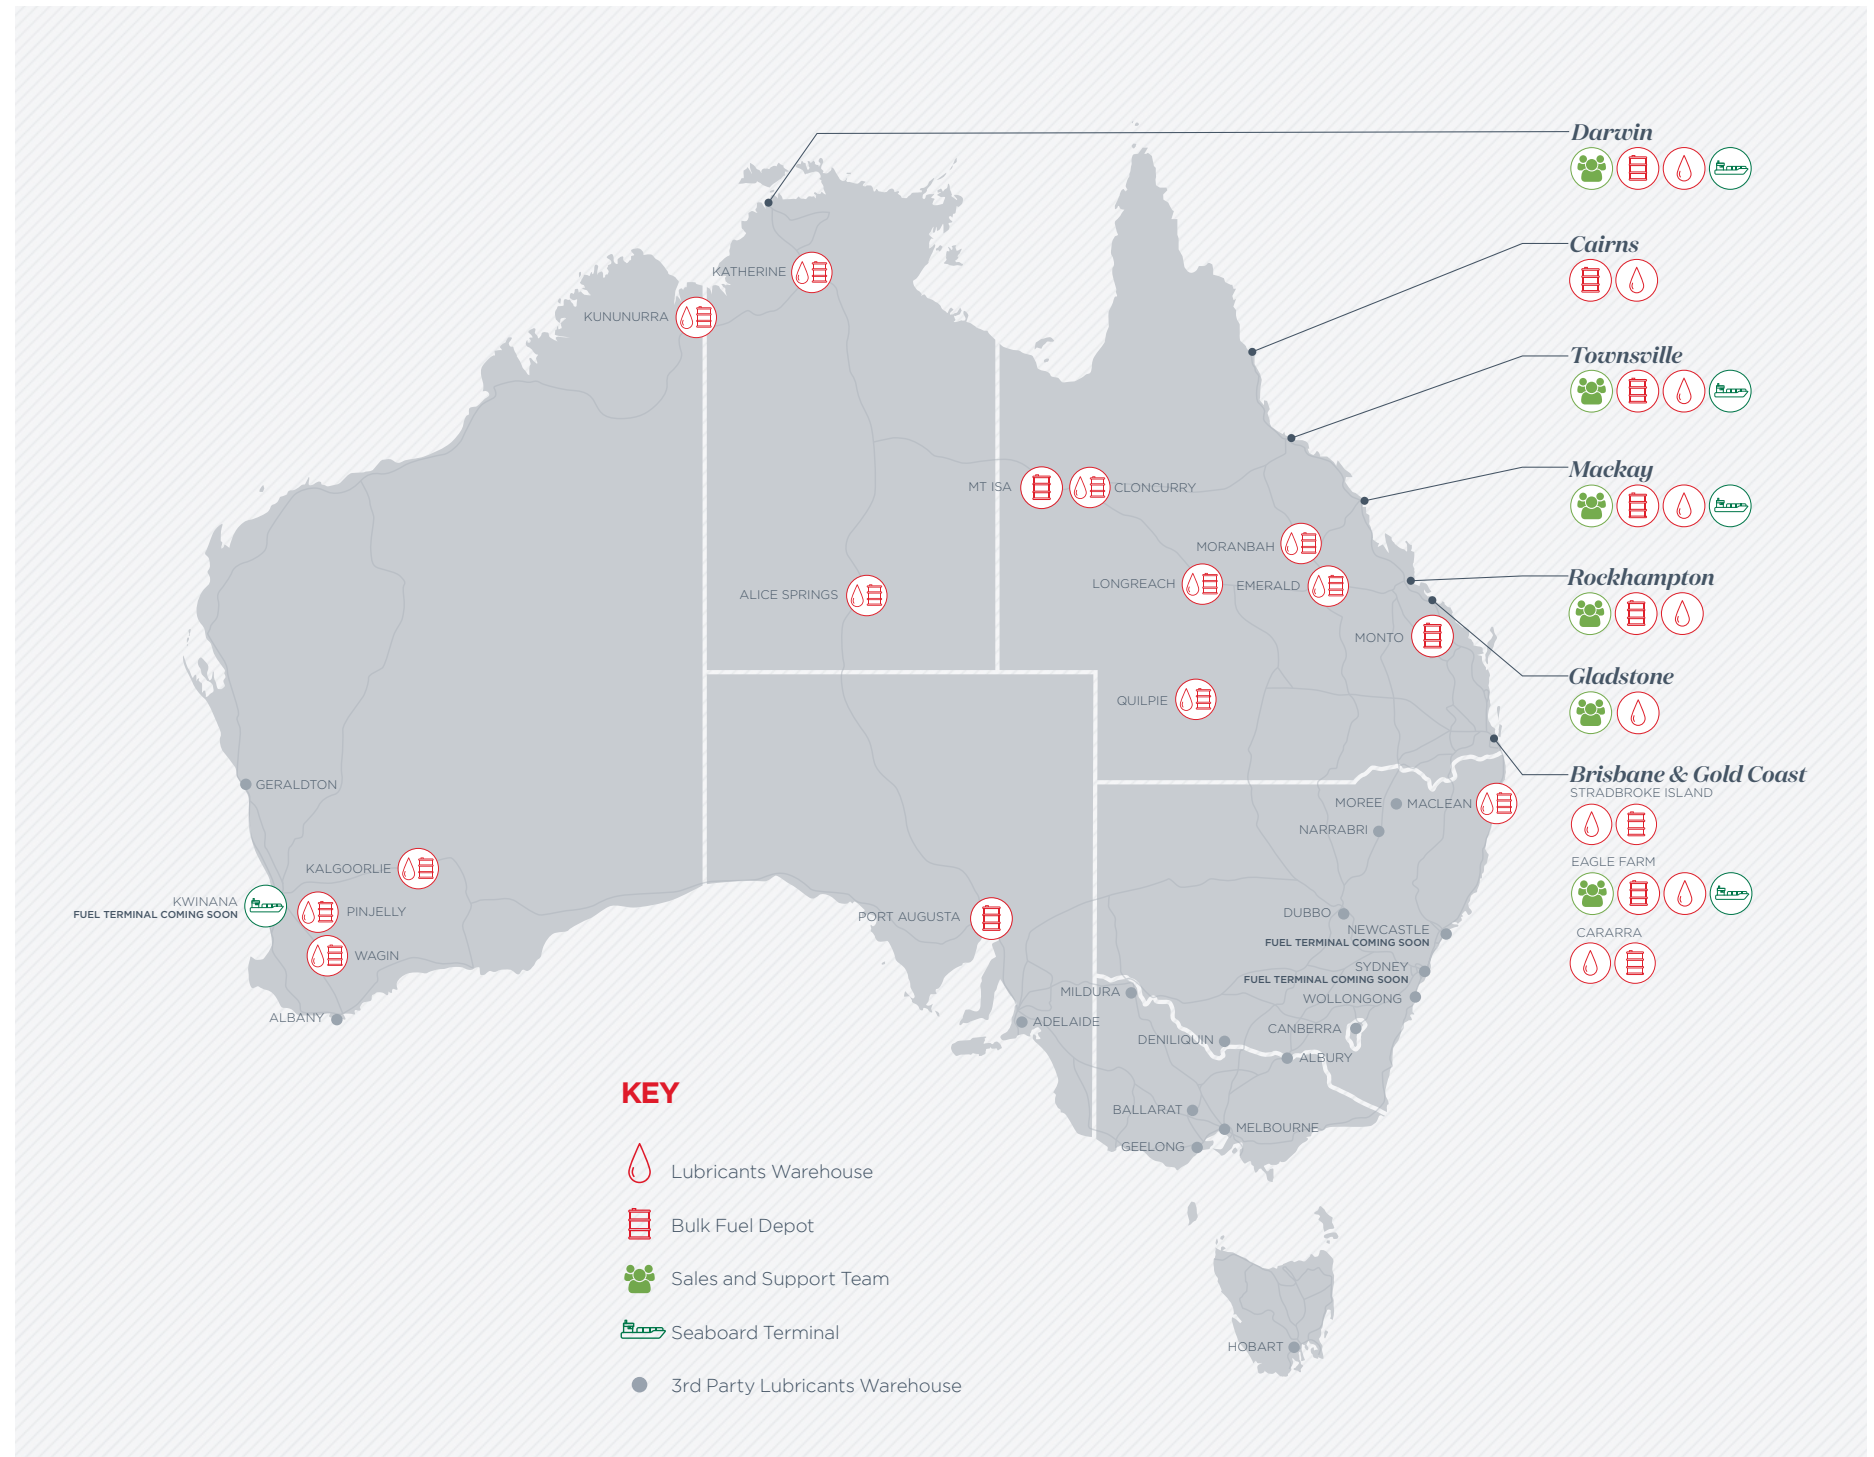 Darwin
Cairns
KATHERINE
KUNUNURRA
Townsville
Mackay
MT ISA
CLONCURRY
MORANBAH
LONGREACH
EMERALD
ALICE SPRINGS
Rockhampton
MONTO
Gladstone
QUILPIE
Brisbane & Gold Coast
STRADBROKE ISLAND
EAGLE FARM
CARARRA
GERALDTON
MOREE
MACLEAN
NARRABRI
KALGOORLIE
KWINANA
FUEL TERMINAL COMING SOON
PINJELLY
WAGIN
ALBANY
PORT AUGUSTA
DUBBO
NEWCASTLE
FUEL TERMINAL COMING SOON
SYDNEY
FUEL TERMINAL COMING SOON
WOLLONGONG
MILDURA
ADELAIDE
CANBERRA
DENILIQUIN
ALBURY
BALLARAT
MELBOURNE
GEELONG
HOBART
KEY
Lubricants Warehouse
Bulk Fuel Depot
Sales and Support Team
Seaboard Terminal
3rd Party Lubricants Warehouse